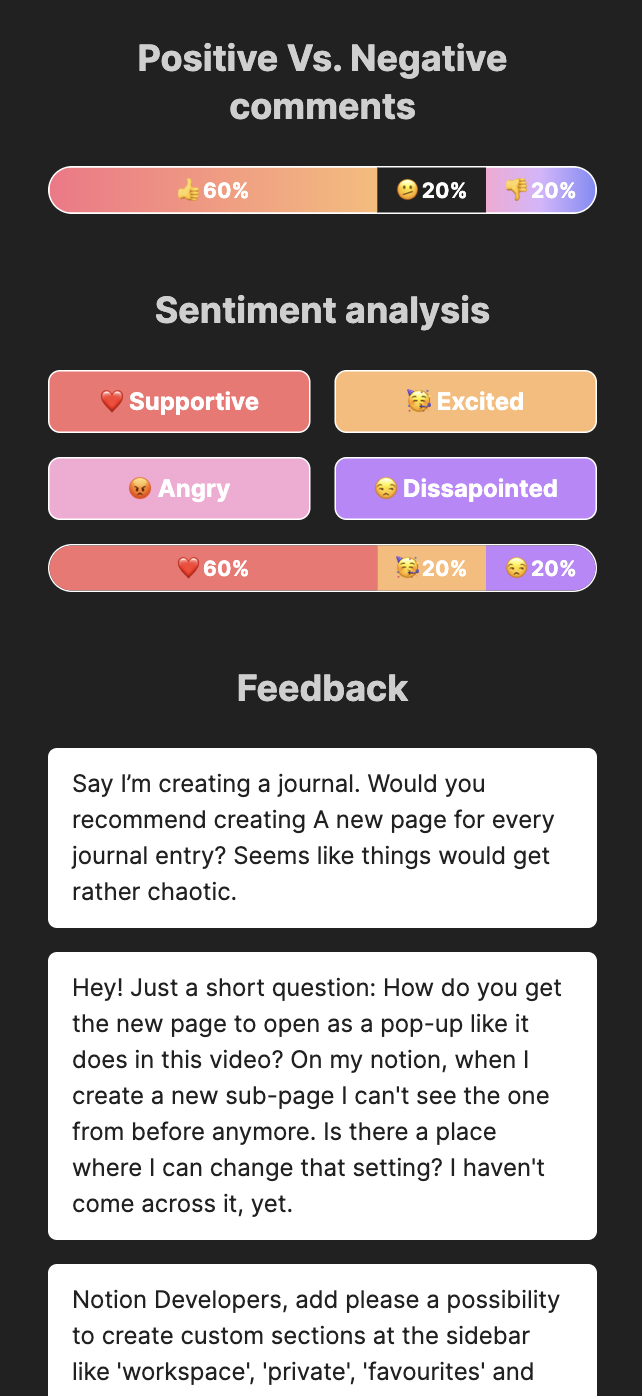 Positive Vs. Negative
comments
👍60%
🫤20%
👎20%
Sentiment analysis
❤️ Supportive
🥳 Excited
😡 Angry
😒 Dissapointed
❤️60%
🥳20%
😒20%
Feedback
Say I’m creating a journal. Would you
recommend creating A new page for every
journal entry? Seems like things would get
rather chaotic.
Hey! Just a short question: How do you get
the new page to open as a pop-up like it
does in this video? On my notion, when I
create a new sub-page I can't see the one
from before anymore. Is there a place
where I can change that setting? I haven't
come across it, yet.
Notion Developers, add please a possibility
to create custom sections at the sidebar
like 'workspace', 'private', 'favourites' and